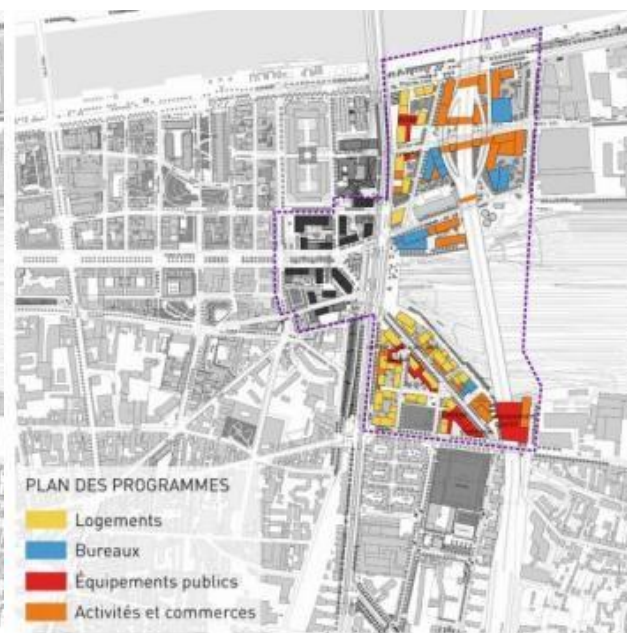 PLAN DES PROGRAMMES
Logements
Bureaux
Équipements publics
Activités et commerces